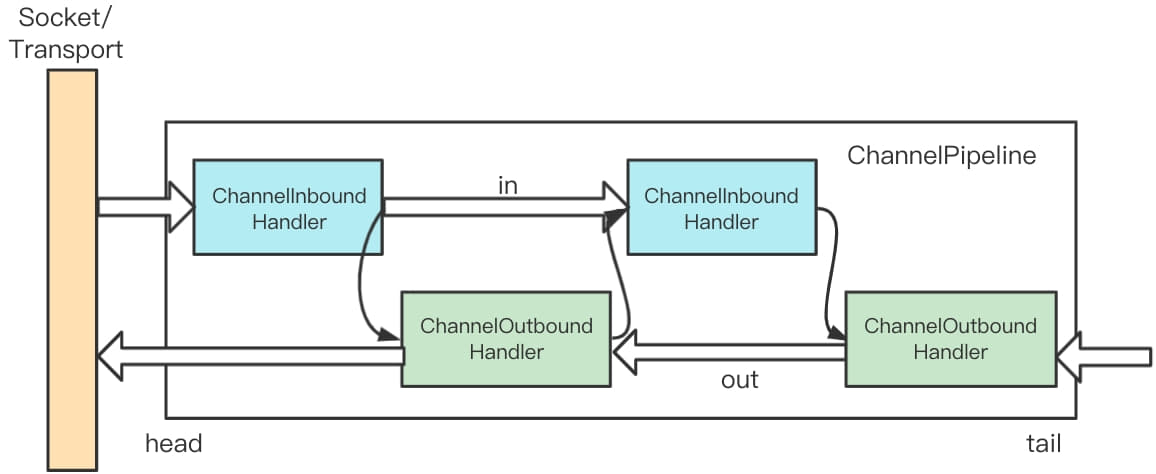 Socket/
Transport
ChannelPipeline
ChannelInbound
Handler
in
ChannelInbound
Handler
ChannelOutbound
Handler
out
ChannelOutbound
Handler
head
tail